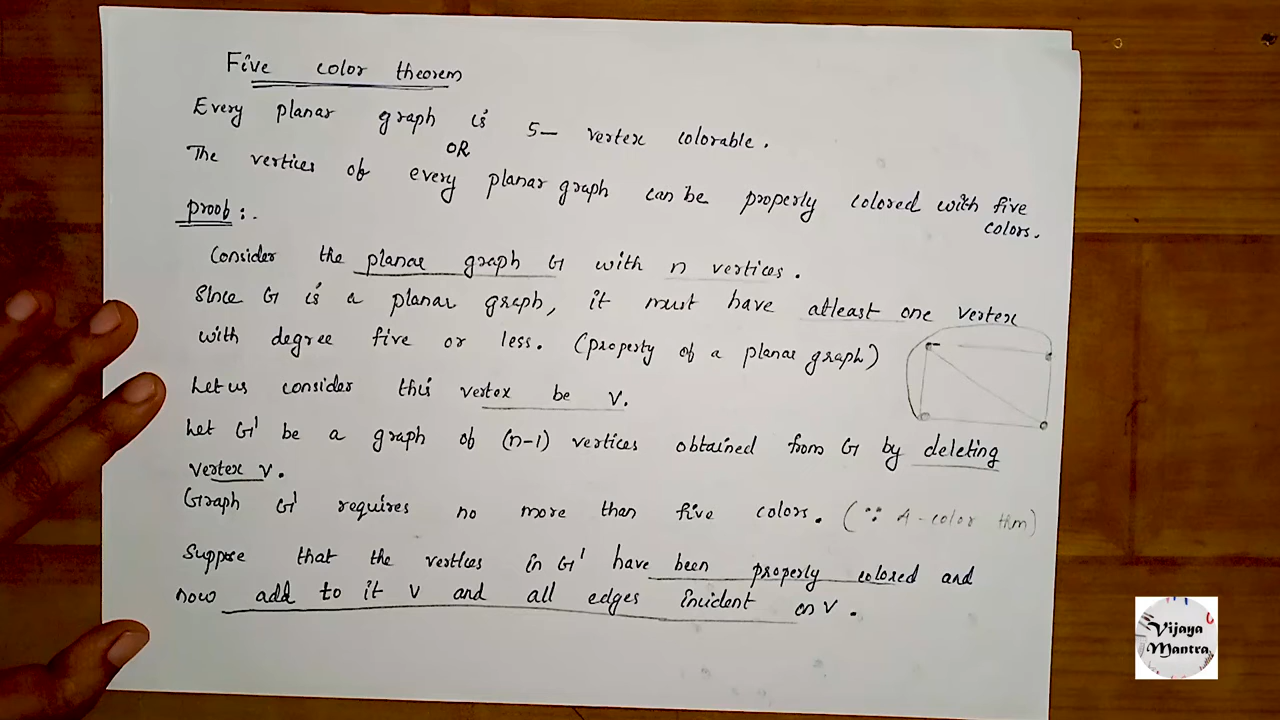 Five color theorem
Every planar graph is 5- vertex colorable.
OR
The vertices of every planar graph can be properly colored with five
colors.
proof:.
Consider the planar graph G with n vertices.
Since G is a planar graph, it must have atleast one vertex
with degree five or less. (property of a planar graph)
Let us consider this vertex be v.
Let G' be a graph of (n-1) vertices obtained from G by deleting
vertex v.
Graph G' requires no more than five colors. (∵ 4-color thm)
Suppose that the vertices in G' have been properly colored and
now add to it v and all edges incident on v.
Vijaya
Mantra